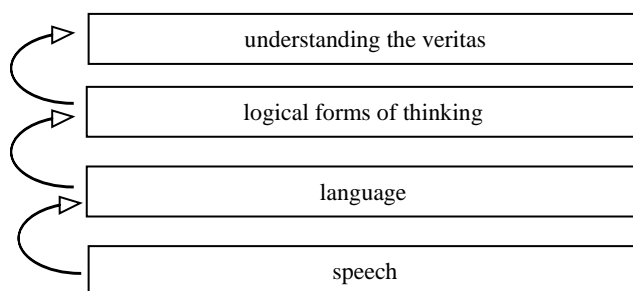 understanding the veritas
logical forms of thinking
language
speech